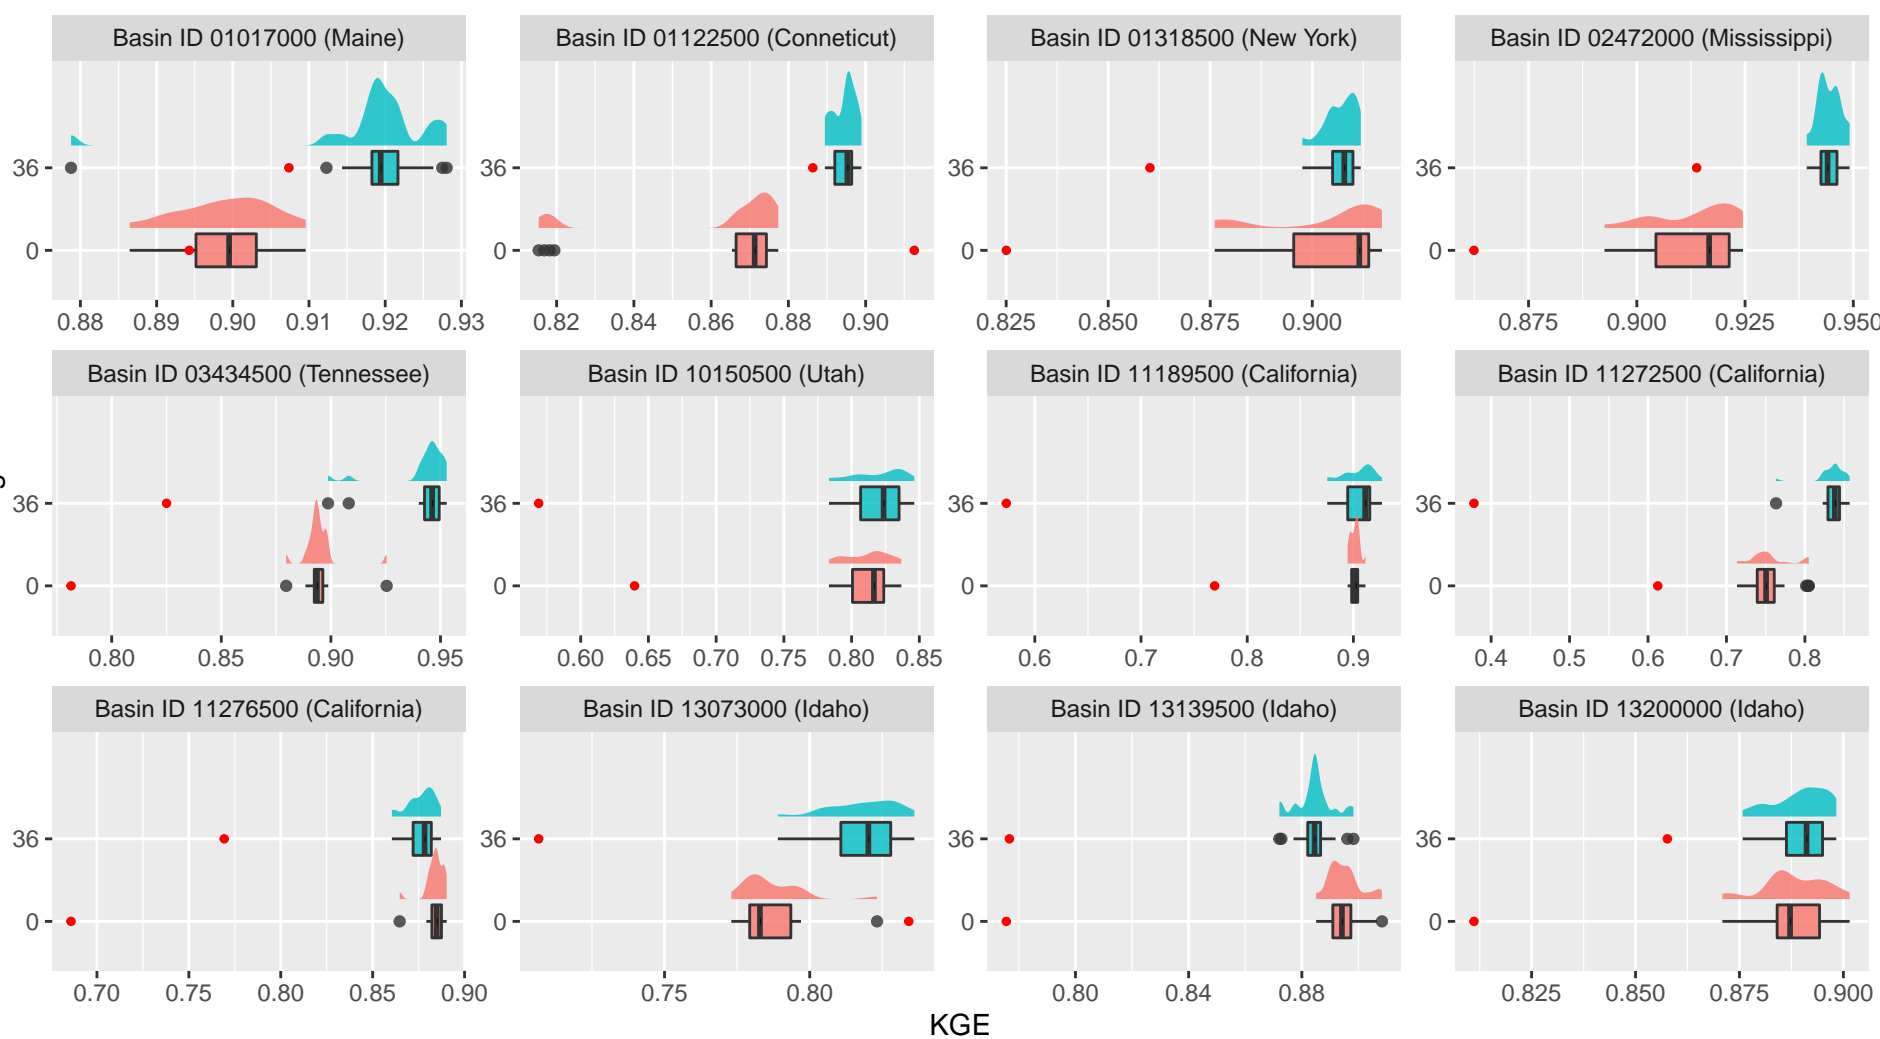 Basin ID 01017000 (Maine) Basin ID 01122500 (Conneticut) Basin ID 01318500 (New York) Basin ID 02472000 (Mississippi)
36 36 36 36
0 0 0 0
0.88 0.89 0.90 0.91 0.92 0.93 0.82 0.84 0.86 0.88 0.90 0.825 0.850 0.875 0.900 0.875 0.900 0.925 0.950
Basin ID 03434500 (Tennessee) Basin ID 10150500 (Utah) Basin ID 11189500 (California) Basin ID 11272500 (California)
36 36 36 36
0 0 0 0
0.80 0.85 0.90 0.95 0.60 0.65 0.70 0.75 0.80 0.85 0.6 0.7 0.8 0.9 0.4 0.5 0.6 0.7 0.8
Basin ID 11276500 (California) Basin ID 13073000 (Idaho) Basin ID 13139500 (Idaho) Basin ID 13200000 (Idaho)
36 36 36 36
0 0 0 0
0.70 0.75 0.80 0.85 0.90 0.75 0.80 0.80 0.84 0.88 0.825 0.850 0.875 0.900
KGE